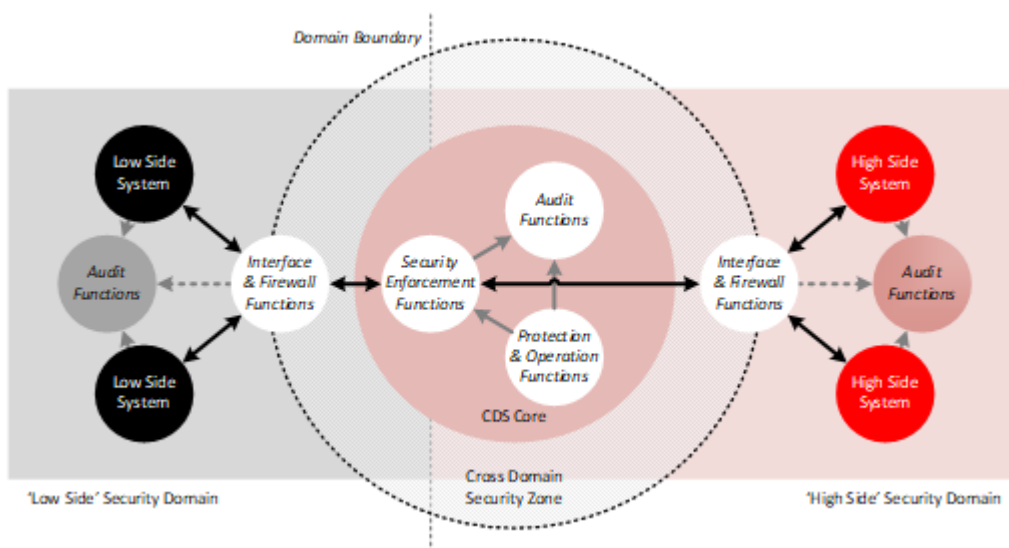 Domain Boundary
Low Side
System
High Side
System
Audit
Functions
Audit
Functions
Interface
& Firewall
Functions
Security
Enforcement
Functions
Interface
& Firewall
Functions
Audit
Functions
Protection
& Operation
Functions
Low Side
System
High Side
System
CDS Core
Cross Domain
Security Zone
'Low Side' Security Domain
'High Side' Security Domain